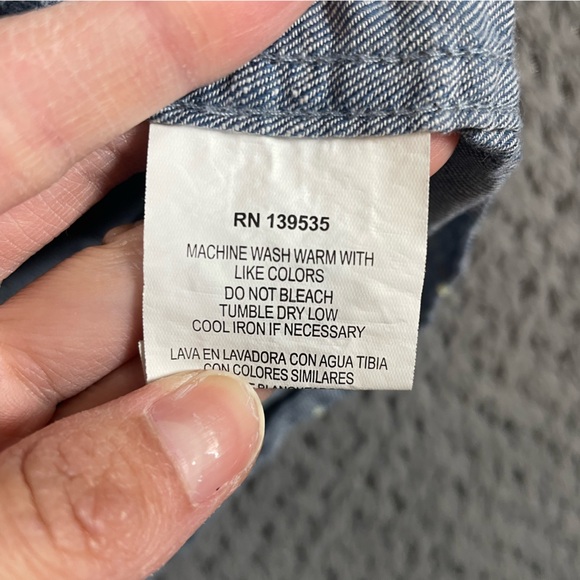 RN 139535
MACHINE WASH WARM WITH
LIKE COLORS
DO NOT BLEACH
TUMBLE DRY LOW
COOL IRON IF NECESSARY
LAVA EN LAVADORA CON AGUA TIBIA
CON COLORES SIMILARES